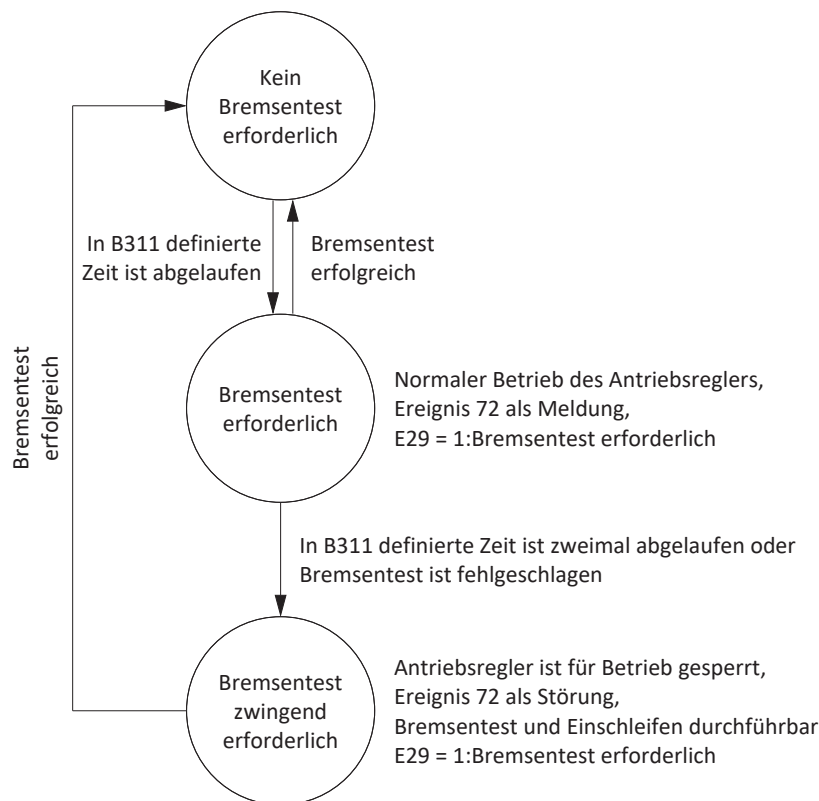 Kein
Bremsentest
erforderlich
In B311 definierte
Zeit ist abgelaufen
Bremsentest
erfolgreich
Bremsentest
erfolgreich
Bremsentest
erforderlich
Normaler Betrieb des Antriebsreglers,
Ereignis 72 als Meldung,
E29 = 1:Bremsentest erforderlich
In B311 definierte Zeit ist zweimal abgelaufen oder
Bremsentest ist fehlgeschlagen
Bremsentest
zwingend
erforderlich
Antriebsregler ist für Betrieb gesperrt,
Ereignis 72 als Störung,
Bremsentest und Einschleifen durchführbar
E29 = 1:Bremsentest erforderlich